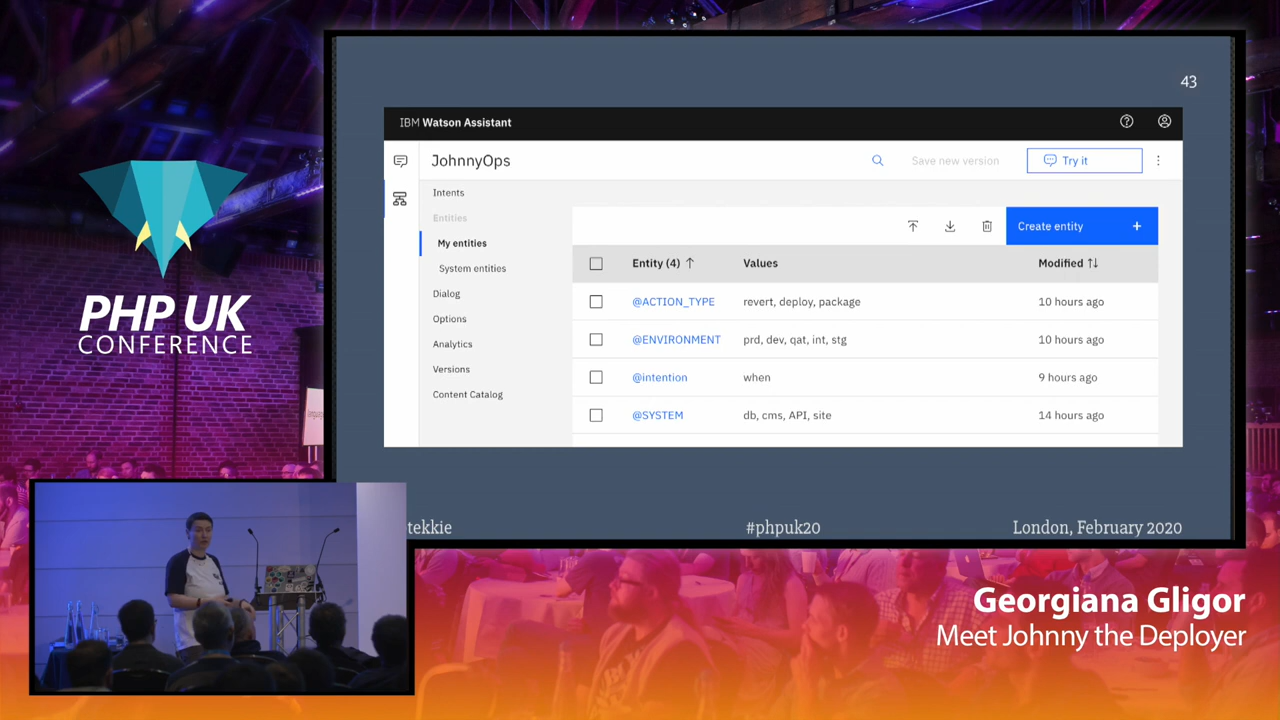 43
IBM Watson Assistant
JohnnyOps
Save new version
Try it
Intents
Entities
My entities
System entities
Dialog
Options
Analytics
Versions
Content Catalog
Create entity +
Entity (4) ↑ Values Modified ↑↓
@ACTION_TYPE revert, deploy, package 10 hours ago
@ENVIRONMENT prd, dev, qat, int, stg 10 hours ago
@intention when 9 hours ago
@SYSTEM db, cms, API, site 14 hours ago
tekkie #phpuk20 London, February 2020
PHP UK
CONFERENCE
Georgiana Gligor
Meet Johnny the Deployer